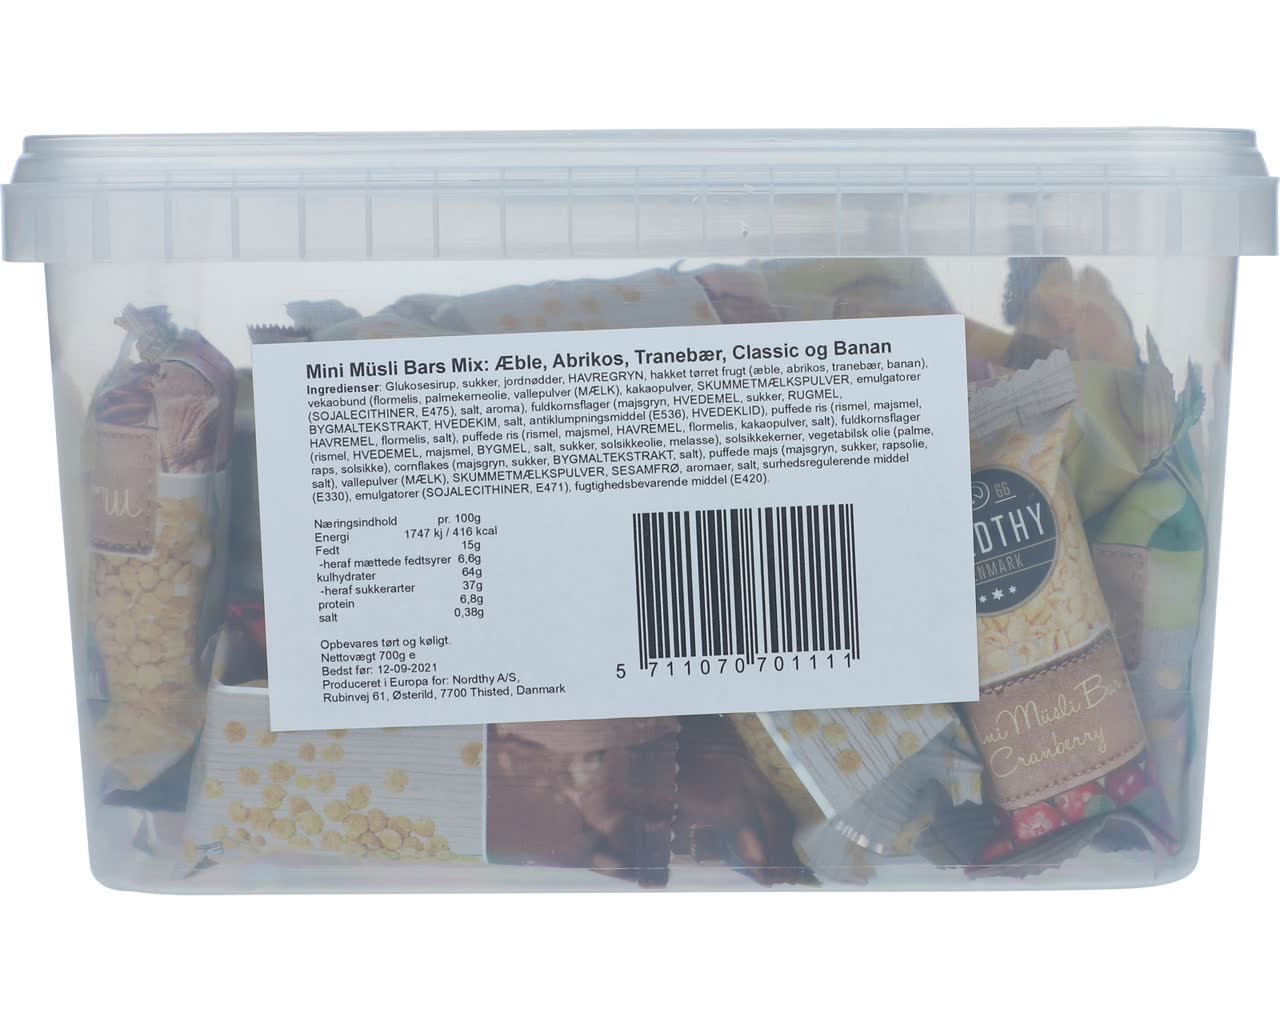 Mini Müsli Bars Mix: Æble, Abrikos, Tranebær, Classic og Banan
Ingredienser: Glukosesirup, sukker, jordnødder, HAVREGRYN, hakket tørret frugt (æble, abrikos, tranebær, banan),
vekaobund (flormelis, palmekerneolie, vallepulver (MÆLK), kakaopulver, SKUMMETMÆLKSPULVER, emulgatorer
(SOJALECITHINER, E475), salt, aroma), fuldkornsflager (majsgryn, HVEDEMEL, sukker, RUGMEL,
BYGMALTEKSTRAKT, HVEDEKIM, salt, antiklumpningsmiddel (E536), HVEDEKLID), puffede ris (rismel, majsmel,
HAVREMEL, flormelis, salt), puffede ris (rismel, majsmel, HAVREMEL, flormelis, kakaopulver, salt), fuldkornsflager
(rismel, HVEDEMEL, majsmel, BYGMEL, salt, sukker, solsikkeolie, melasse), solsikkekerner, vegetabilsk olie (palme,
raps, solsikke), cornflakes (majsgryn, sukker, BYGMALTEKSTRAKT, salt), puffede majs (majsgryn, sukker, rapsolie,
salt), vallepulver (MÆLK), SKUMMETMÆLKSPULVER, SESAMFRØ, aromaer, salt, surhedsregulerende middel
(E330), emulgatorer (SOJALECITHINER, E471), fugtighedsbevarende middel (E420).
Næringsindhold pr. 100g
Energi 1747 kj / 416 kcal
Fedt 15g
-heraf mættede fedtsyrer 6,6g
kulhydrater 64g
-heraf sukkerarter 37g
protein 6,8g
salt 0,38g
Opbevares tørt og køligt.
Nettovægt 700g e
Bedst før: 12-09-2021
Produceret i Europa for: Nordthy A/S,
Rubinvej 61, Østerild, 7700 Thisted, Danmark
5 711070 701111
66
RDTHY
ENMARK
ni Müsli Bar
Cranberry